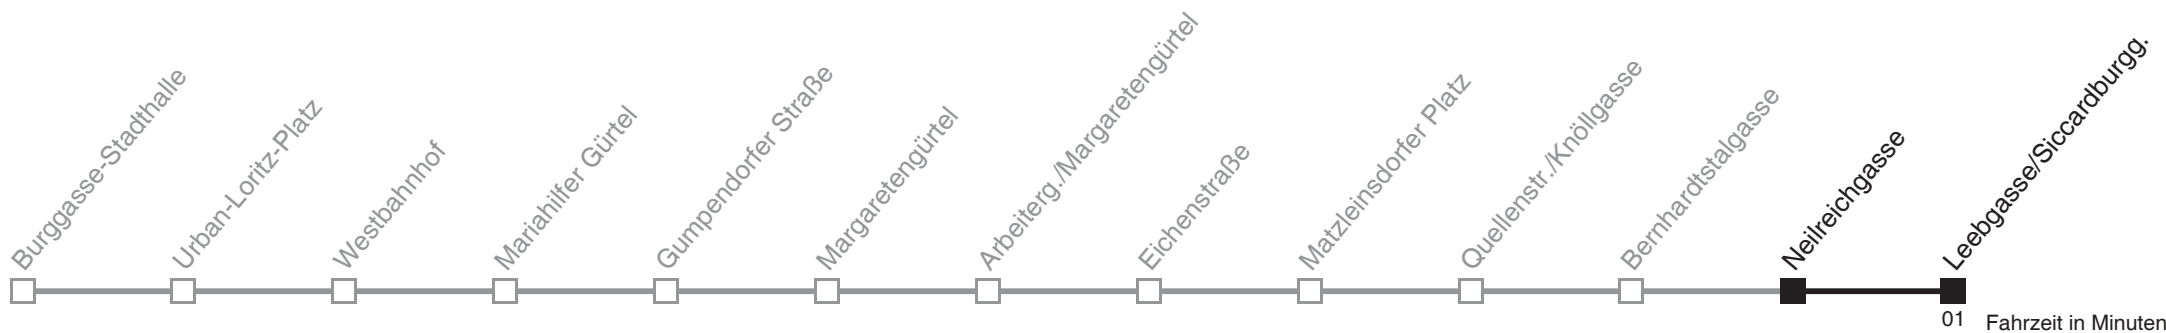 Burggasse-Stadthalle
Urban-Loritz-Platz
Westbahnhof
Mariahilfer Gürtel
Gumpendorfer Straße
Margaretengürtel
Arbeiterg./Margaretengürtel
Eichenstraße
Matzleinsdorfer Platz
Quellenstr./Knöllgasse
Bernhardtstalgasse
Neilreichgasse
Leebgasse/Siccardburgg.
01
Fahrzeit in Minuten